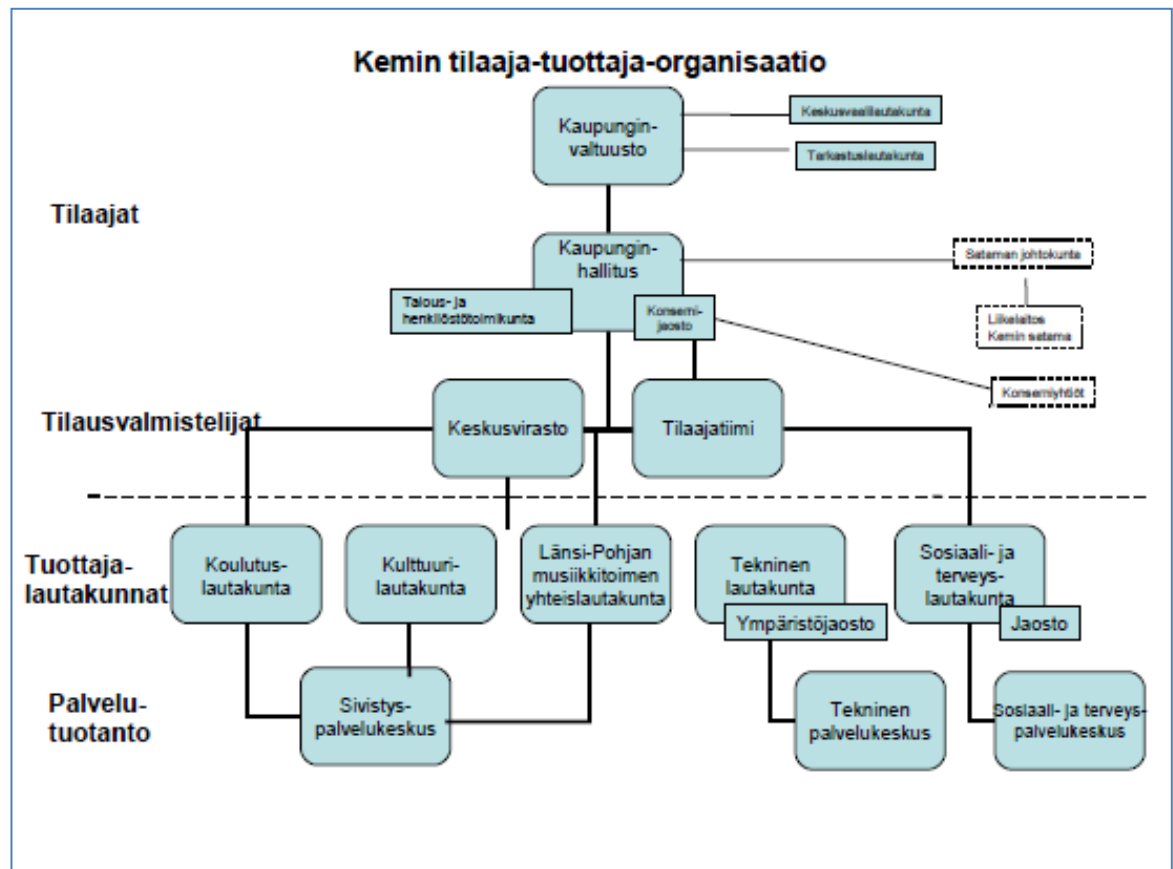 Kemin tilaaja-tuottaja-organisaatio
Kaupungin-
valtuusto
Keskusvaalilautakunta
Tarkastuslautakunta
Tilaajat
Kaupungin-
hallitus
Sataman johtokunta
Talous- ja
henkilöstötoimikunta
Konserni-
jaosto
Liikelaitos
Kemin satama
Konserniyhtiöt
Tilausvalmistelijat
Keskusvirasto
Tilaajatiimi
Tuottaja-
lautakunnat
Koulutus-
lautakunta
Kulttuuri-
lautakunta
Länsi-Pohjan
musiikkitoimen
yhteislautakunta
Tekninen
lautakunta
Ympäristöjaosto
Sosiaali- ja
terveys-
lautakunta
Jaosto
Palvelu-
tuotanto
Sivistys-
palvelukeskus
Tekninen
palvelukeskus
Sosiaali- ja terveys-
palvelukeskus